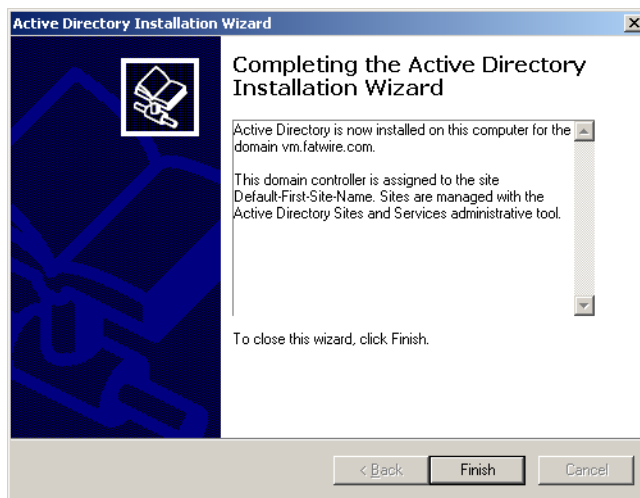 Active Directory Installation Wizard
Completing the Active Directory
Installation Wizard
Active Directory is now installed on this computer for the
domain vm.fatwire.com.
This domain controller is assigned to the site
Default-First-Site-Name. Sites are managed with the
Active Directory Sites and Services administrative tool.
To close this wizard, click Finish.
< Back
Finish
Cancel